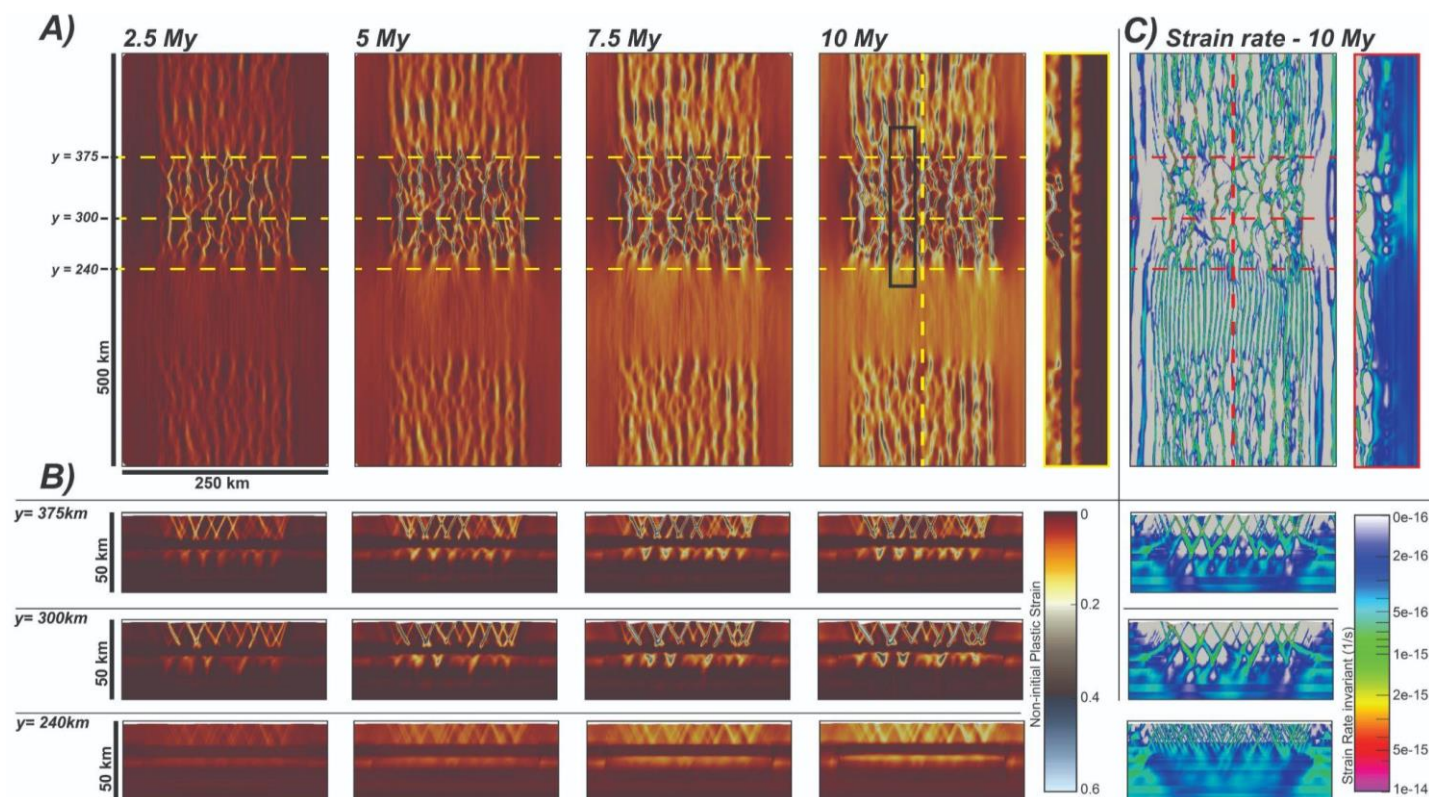 A)
2.5 My
5 My
7.5 My
10 My
C) Strain rate - 10 My
y = 375
y = 300
y = 240
500 km
250 km
B)
y= 375km
50 km
y= 300km
50 km
y= 240km
50 km
Non-initial Plastic Strain
0
0.2
0.4
0.6
Strain Rate invariant (1/s)
0e-16
2e-16
5e-16
1e-15
2e-15
5e-15
1e-14